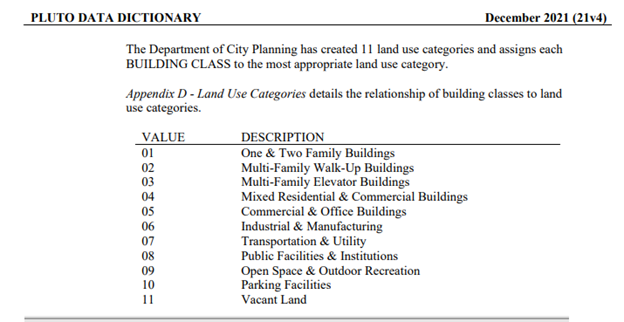 PLUTO DATA DICTIONARY December 2021 (21v4)
The Department of City Planning has created 11 land use categories and assigns each
BUILDING CLASS to the most appropriate land use category.
Appendix D - Land Use Categories details the relationship of building classes to land
use categories.
VALUE DESCRIPTION
01 One & Two Family Buildings
02 Multi-Family Walk-Up Buildings
03 Multi-Family Elevator Buildings
04 Mixed Residential & Commercial Buildings
05 Commercial & Office Buildings
06 Industrial & Manufacturing
07 Transportation & Utility
08 Public Facilities & Institutions
09 Open Space & Outdoor Recreation
10 Parking Facilities
11 Vacant Land